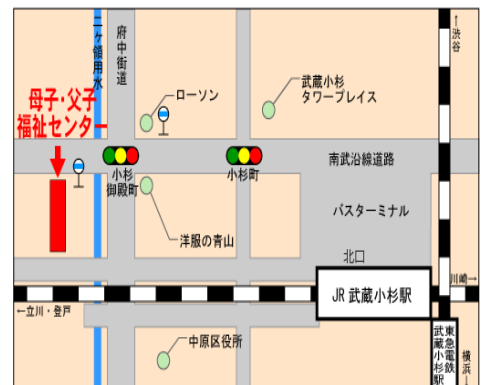 二ヶ領用水
府中街道
↑渋谷
母子・父子
福祉センター
ローソン
武蔵小杉
タワープレイス
小杉
御殿町
小杉町
南武沿線道路
洋服の青山
バスターミナル
北口
川崎→
JR 武蔵小杉駅
←立川・登戸
中原区役所
東急電鉄
武蔵小杉駅
横浜↓